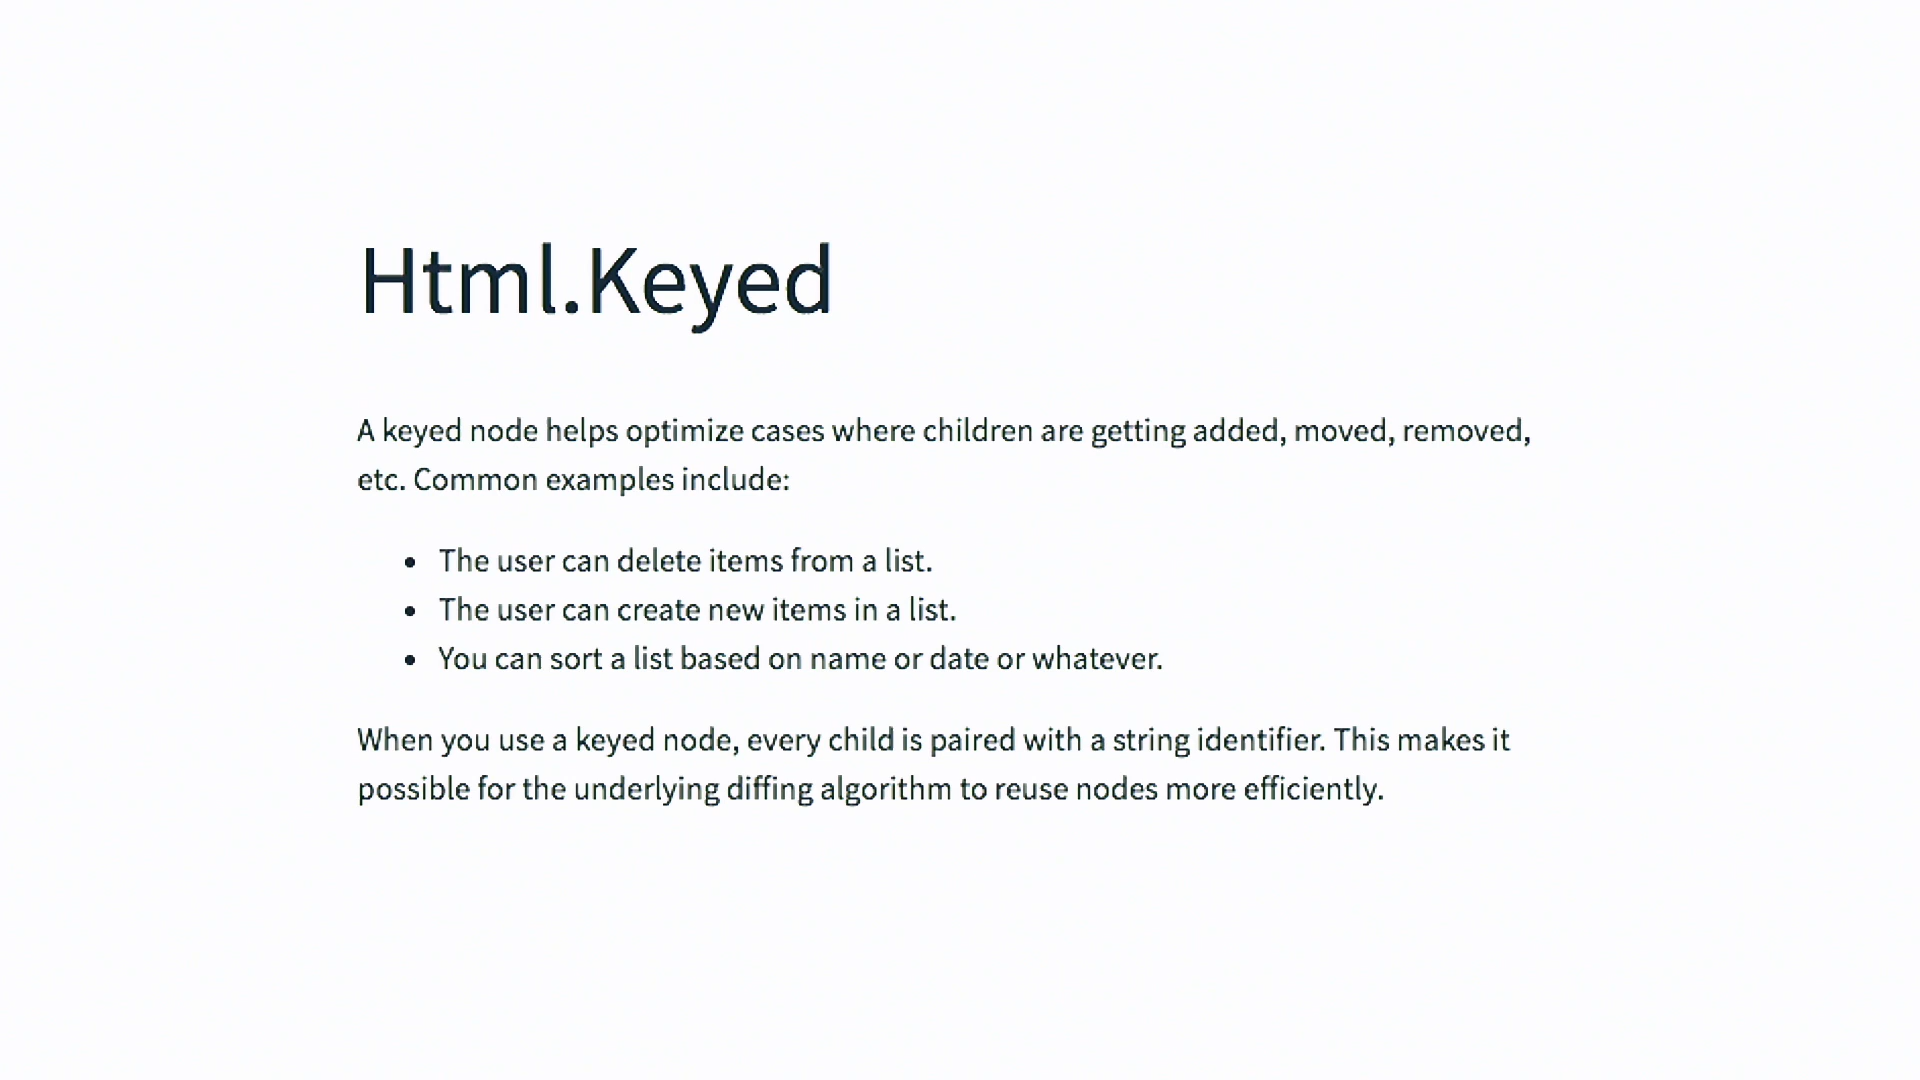 Html.Keyed
A keyed node helps optimize cases where children are getting added, moved, removed,
etc. Common examples include:
• The user can delete items from a list.
• The user can create new items in a list.
• You can sort a list based on name or date or whatever.
When you use a keyed node, every child is paired with a string identifier. This makes it
possible for the underlying diffing algorithm to reuse nodes more efficiently.